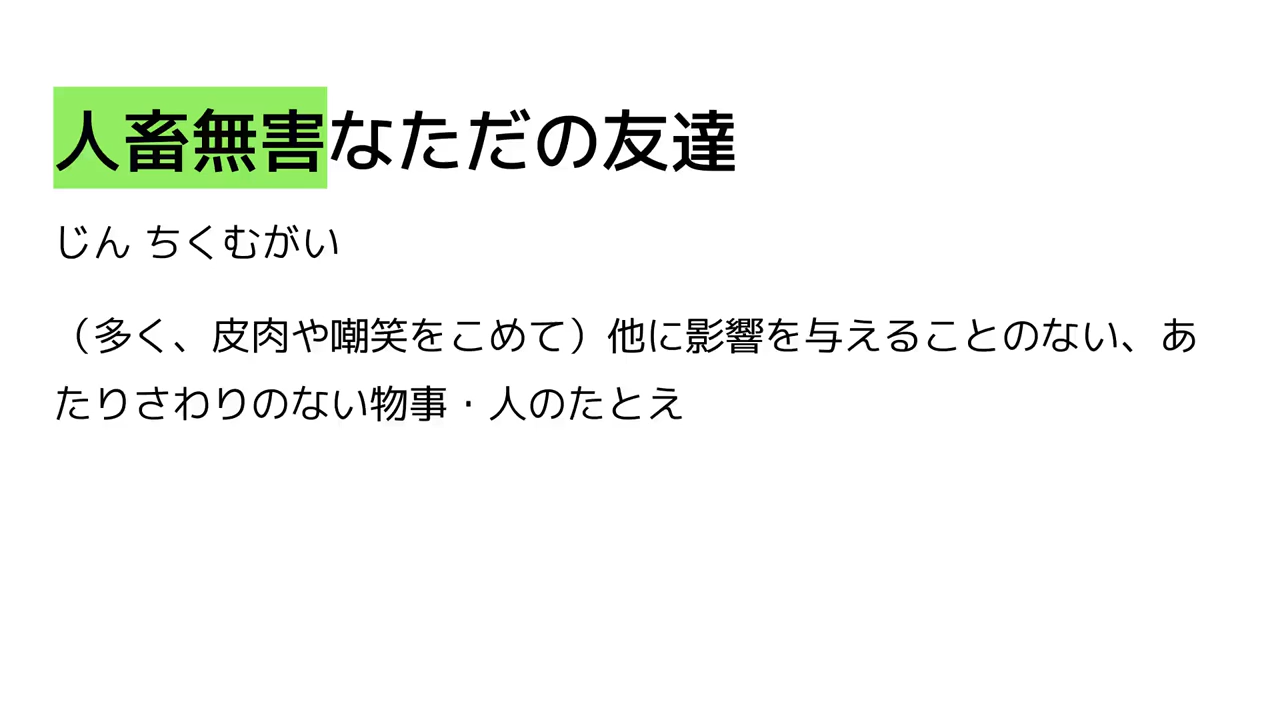 人畜無害なただの友達
じん ちくむがい
（多く、皮肉や嘲笑をこめて）他に影響を与えることのない、あ
たりさわりのない物事・人のたとえ